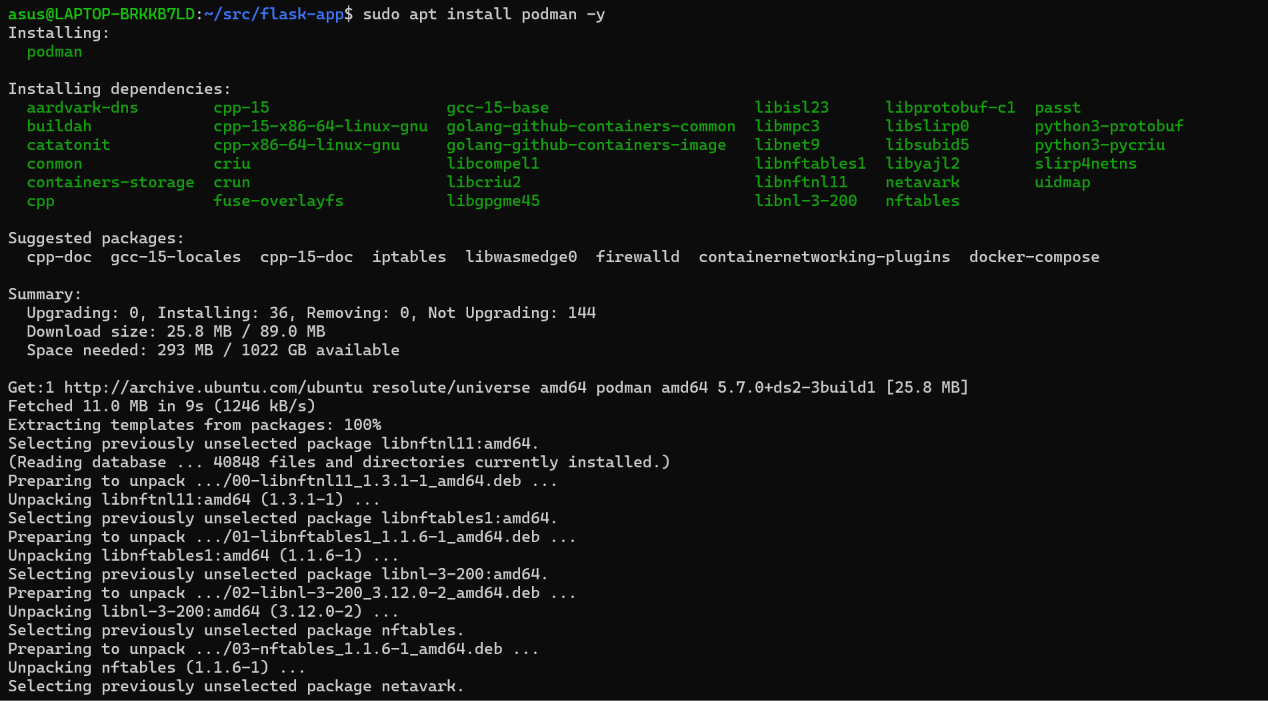 asus@LAPTOP-BRKKB7LD:~/src/flask-app$ sudo apt install podman -y
Installing:
  podman

Installing dependencies:
  aardvark-dns        cpp-15                  gcc-15-base                      libisl23      libprotobuf-c1  passt
  buildah             cpp-15-x86-64-linux-gnu  golang-github-containers-common  libmpc3       libslirp0       python3-protobuf
  catatonit           cpp-x86-64-linux-gnu     golang-github-containers-image   libnet9       libsubid5       python3-pycriu
  conmon              criu                     libcompel1                       libnftables1  libyajl2        slirp4netns
  containers-storage  crun                     libcriu2                         libnftnl11    netavark        uidmap
  cpp                 fuse-overlayfs           libgpgme45                       libnl-3-200   nftables

Suggested packages:
  cpp-doc  gcc-15-locales  cpp-15-doc  iptables  libwasmedge0  firewalld  containernetworking-plugins  docker-compose

Summary:
  Upgrading: 0, Installing: 36, Removing: 0, Not Upgrading: 144
  Download size: 25.8 MB / 89.0 MB
  Space needed: 293 MB / 1022 GB available

Get:1 http://archive.ubuntu.com/ubuntu resolute/universe amd64 podman amd64 5.7.0+ds2-3build1 [25.8 MB]
Fetched 11.0 MB in 9s (1246 kB/s)
Extracting templates from packages: 100%
Selecting previously unselected package libnftnl11:amd64.
(Reading database ... 40848 files and directories currently installed.)
Preparing to unpack .../00-libnftnl11_1.3.1-1_amd64.deb ...
Unpacking libnftnl11:amd64 (1.3.1-1) ...
Selecting previously unselected package libnftables1:amd64.
Preparing to unpack .../01-libnftables1_1.1.6-1_amd64.deb ...
Unpacking libnftables1:amd64 (1.1.6-1) ...
Selecting previously unselected package libnl-3-200:amd64.
Preparing to unpack .../02-libnl-3-200_3.12.0-2_amd64.deb ...
Unpacking libnl-3-200:amd64 (3.12.0-2) ...
Selecting previously unselected package nftables.
Preparing to unpack .../03-nftables_1.1.6-1_amd64.deb ...
Unpacking nftables (1.1.6-1) ...
Selecting previously unselected package netavark.